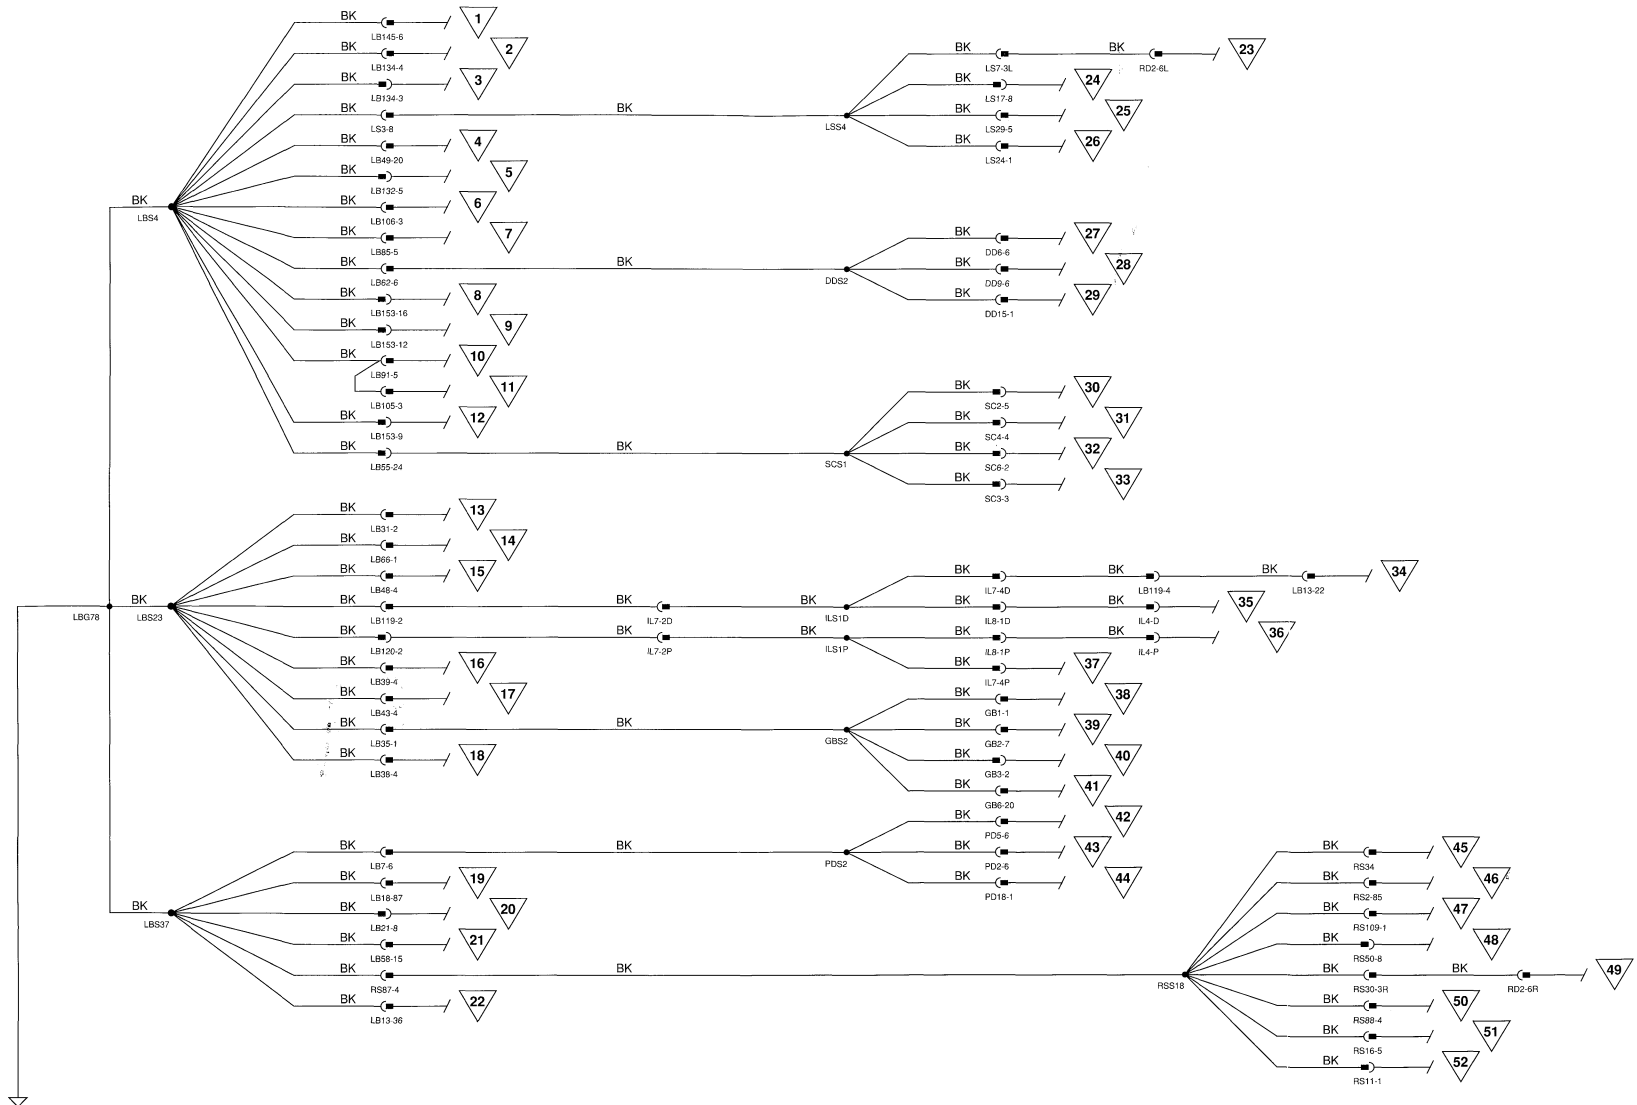 BK LB145-6 1
BK LB134-4 2
BK LS7-3L BK RD2-6L 23
BK LB134-3 3
BK LS17-8 24
BK LS3-8 BK LSS4 BK LS29-5 25
BK LB49-20 4
BK LS24-1 26
BK LB132-5 5
BK LBS4 BK LB106-3 6
BK LB85-5 7
BK DD6-6 27
BK LB62-6 BK DDS2 BK DD9-6 28
BK LB153-16 8
BK DD15-1 29
BK LB153-12 9
BK LB91-5 10
LB105-3 11
BK SC2-5 30
BK LB153-9 12
BK SC4-4 31
BK LB55-24 BK SCS1 BK SC6-2 32
BK SC3-3 33
BK LB31-2 13
BK LB66-1 14
BK LB48-4 15
BK IL7-4D BK LB119-4 BK LB13-22 34
LBG78 BK LBS23 BK LB119-2 BK IL7-2D BK ILS1D BK IL8-1D BK IL4-D 35
BK LB120-2 BK IL7-2P BK ILS1P BK IL8-1P BK IL4-P 36
BK LB39-4 16
BK IL7-4P 37
BK LB43-4 17
BK GB1-1 38
BK LB35-1 BK GBS2 BK GB2-7 39
BK LB38-4 18
BK GB3-2 40
BK GB6-20 41
BK PD5-6 42
BK LB7-6 BK PDS2 BK PD2-6 43
BK RS34 45
BK LB18-87 19
BK PD18-1 44
BK RS2-85 46
BK LBS37 BK LB21-8 20
BK RS109-1 47
BK LB58-15 21
BK RS50-8 48
BK RS87-4 BK RSS18 BK RS30-3R BK RD2-6R 49
BK LB13-36 22
BK RS88-4 50
BK RS16-5 51
BK RS11-1 52